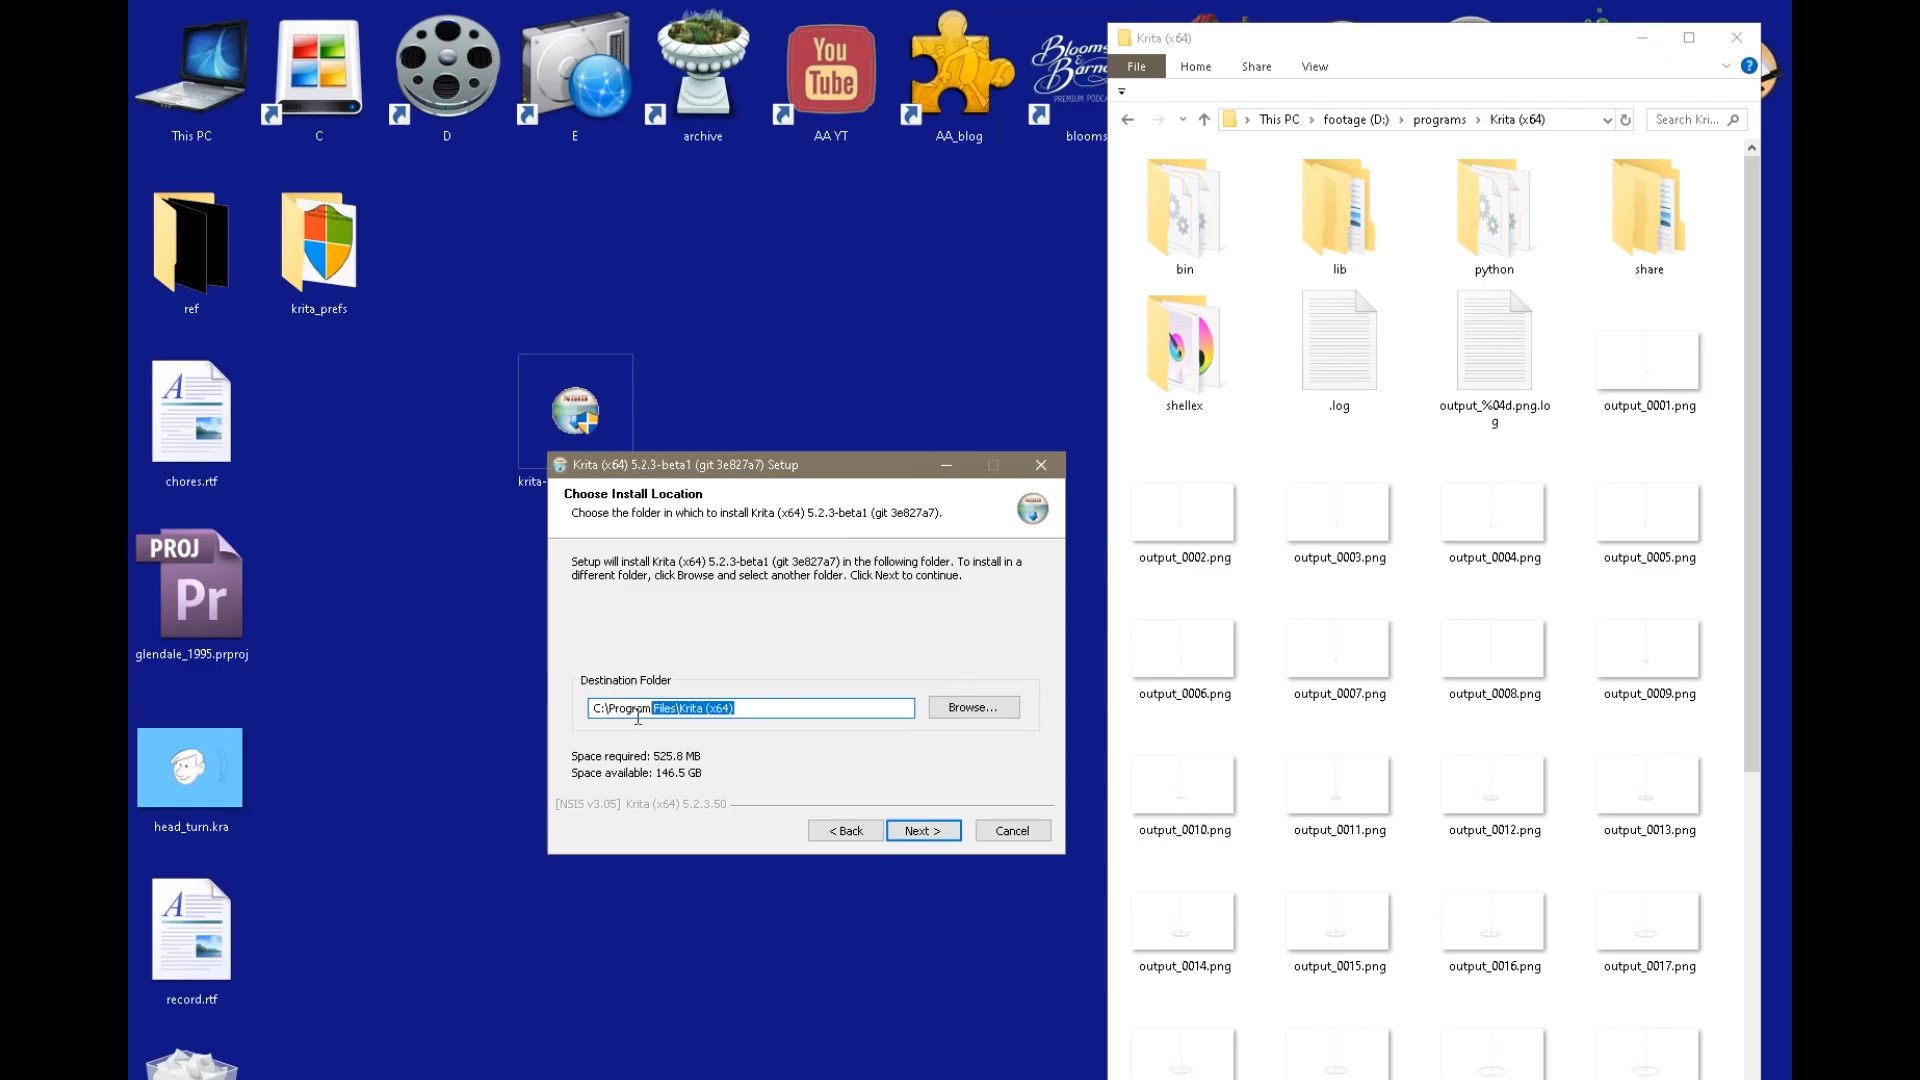 This PC
C
D
E
archive
You
Tube
AA YT
AA_blog
Blooms
Barn
PREMIUM PODCA
blooms
ref
krita_prefs
chores.rtf
PROJ
Pr
glendale_1995.prproj
head_turn.kra
record.rtf
krita-
Krita (x64) 5.2.3-beta1 (git 3e827a7) Setup
Choose Install Location
Choose the folder in which to install Krita (x64) 5.2.3-beta1 (git 3e827a7).
Setup will install Krita (x64) 5.2.3-beta1 (git 3e827a7) in the following folder. To install in a
different folder, click Browse and select another folder. Click Next to continue.
Destination Folder
C:\Program Files\Krita (x64)
Browse...
Space required: 525.8 MB
Space available: 146.5 GB
[NSIS v3.05] Krita (x64) 5.2.3.50
< Back
Next >
Cancel
Krita (x64)
File
Home
Share
View
This PC > footage (D:) > programs > Krita (x64)
Search Kri...
bin
lib
python
share
shellex
.log
output_%04d.png.lo
g
output_0001.png
output_0002.png
output_0003.png
output_0004.png
output_0005.png
output_0006.png
output_0007.png
output_0008.png
output_0009.png
output_0010.png
output_0011.png
output_0012.png
output_0013.png
output_0014.png
output_0015.png
output_0016.png
output_0017.png